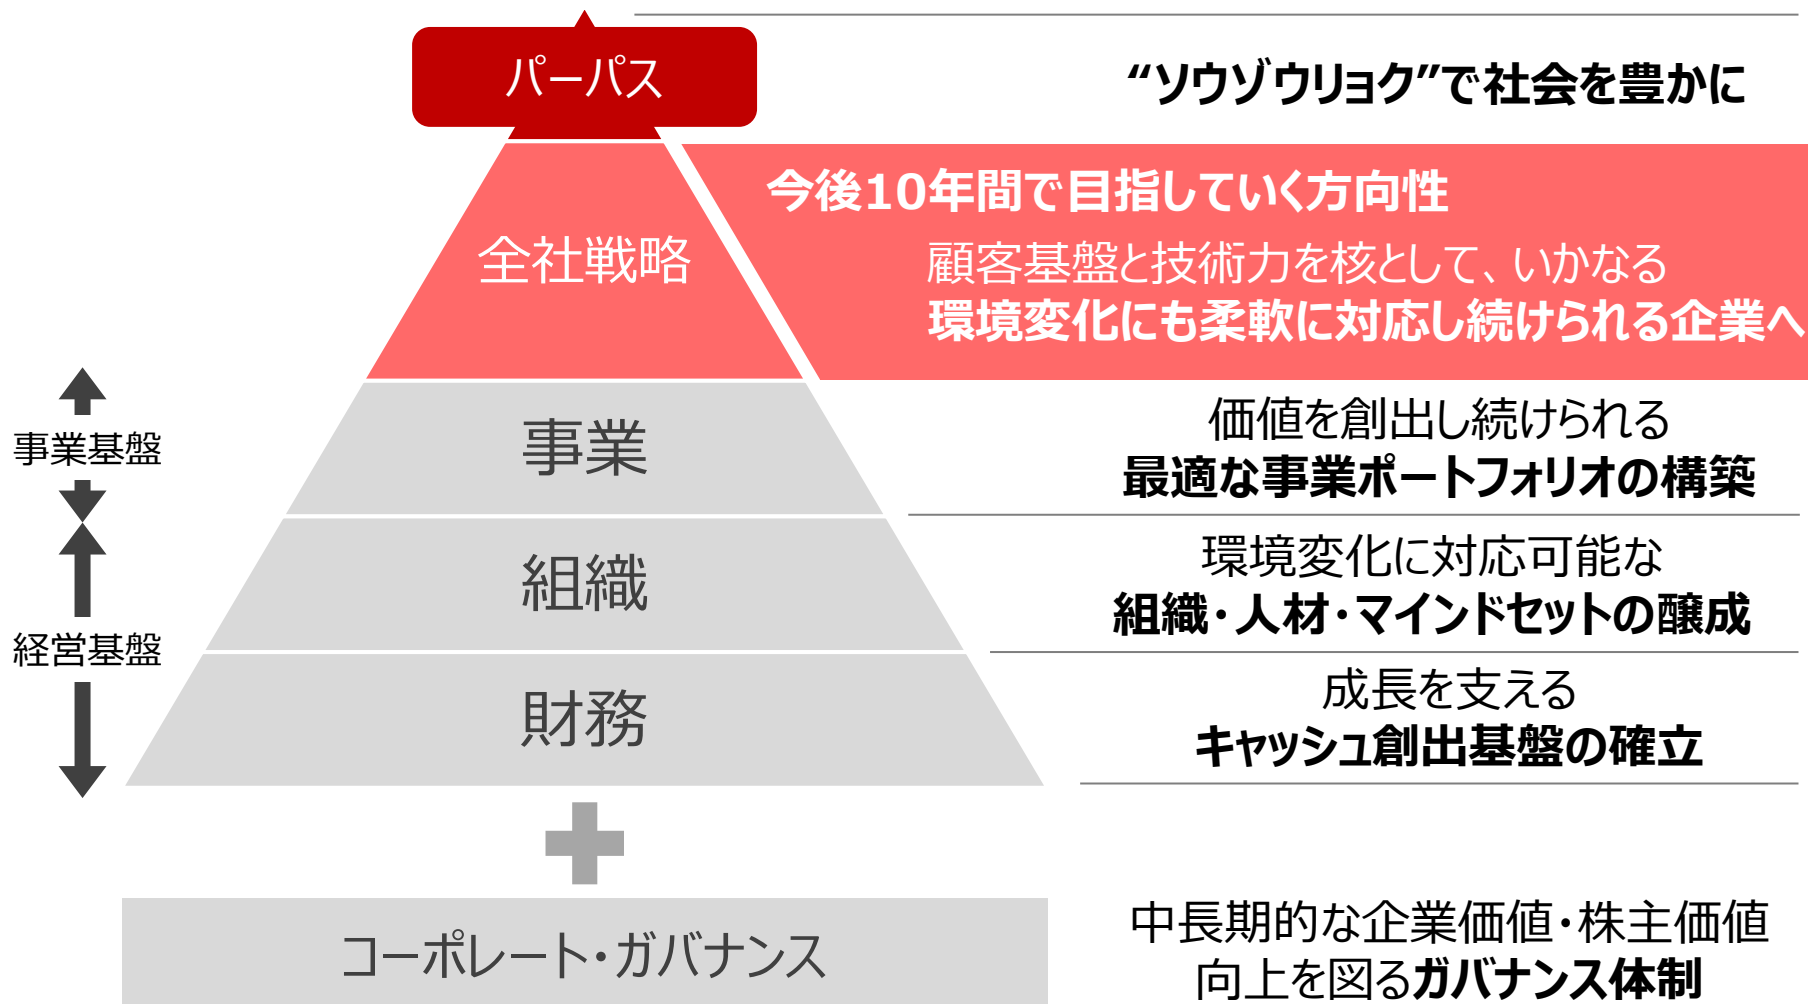 パーパス
“ソウゾウリョク”で社会を豊かに
全社戦略
今後10年間で目指していく方向性
顧客基盤と技術力を核として、いかなる
環境変化にも柔軟に対応し続けられる企業へ
事業基盤
事業
価値を創出し続けられる
最適な事業ポートフォリオの構築
経営基盤
組織
環境変化に対応可能な
組織・人材・マインドセットの醸成
財務
成長を支える
キャッシュ創出基盤の確立
コーポレート・ガバナンス
中長期的な企業価値・株主価値
向上を図るガバナンス体制